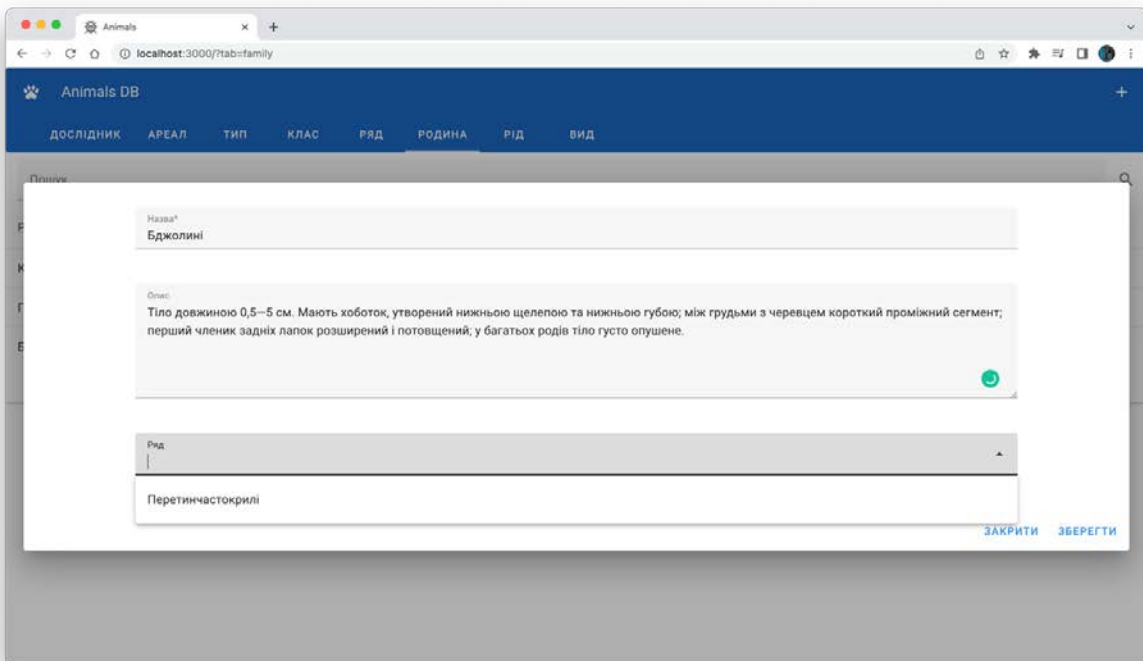 Animals
localhost:3000/?tab=family
Animals DB
ДОСЛІДНИК АРЕАЛ ТИП КЛАС РЯД РОДИНА РІД ВИД
Пошук
Назва*
Бджолині
Опис
Тіло довжиною 0,5—5 см. Мають хоботок, утворений нижньою щелепою та нижньою губою; між грудьми з черевцем короткий проміжний сегмент;
перший членик задніх лапок розширений і потовщений; у багатьох родів тіло густо опушене.
Ряд
Перетинчастокрилі
ЗАКРИТИ ЗБЕРЕГТИ